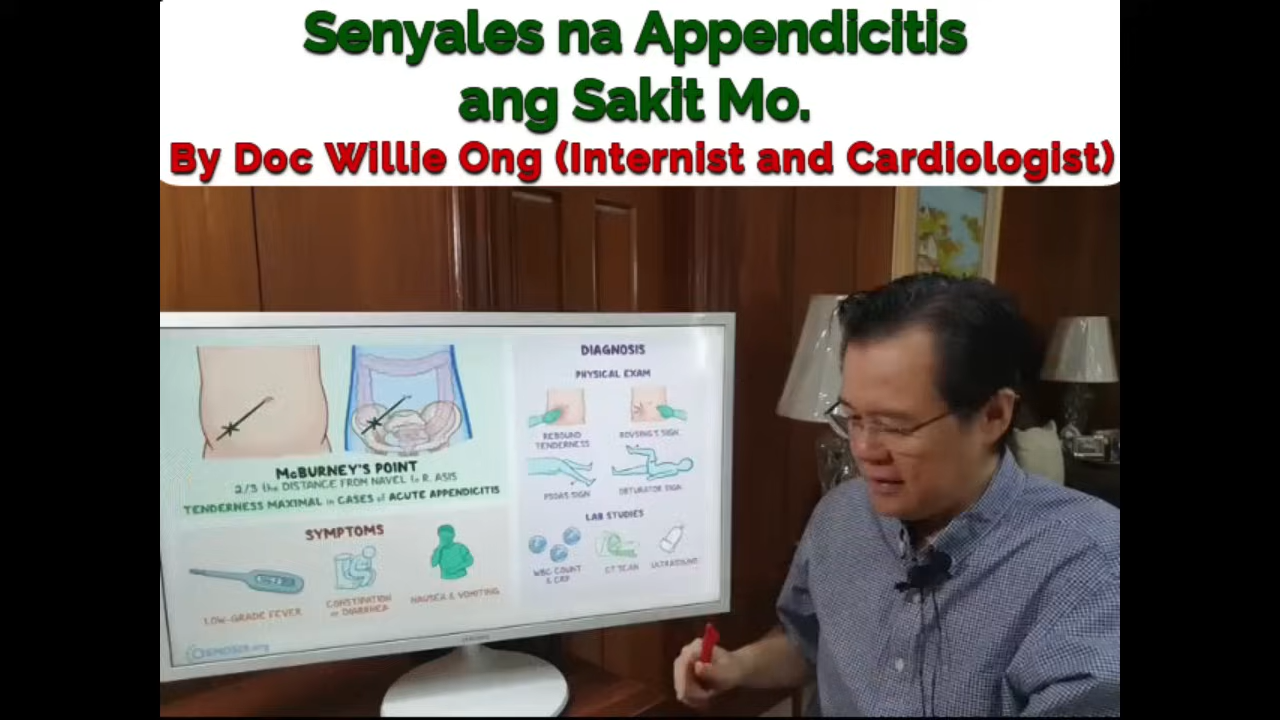 Senyales na Appendicitis
ang Sakit Mo.
By Doc Willie Ong (Internist and Cardiologist)
McBURNEY'S POINT
2/3 the DISTANCE FROM NAVEL to R. ASIS
TENDERNESS MAXIMAL in CASES of ACUTE APPENDICITIS
SYMPTOMS
LOW-GRADE FEVER
CONSTIPATION
or DIARRHEA
NAUSEA & VOMITING
DIAGNOSIS
PHYSICAL EXAM
REBOUND
TENDERNESS
ROVSING'S SIGN
PSOAS SIGN
OBTURATOR SIGN
LAB STUDIES
WBC COUNT
& CRP
CT SCAN
ULTRASOUND
OSMOSIS.org